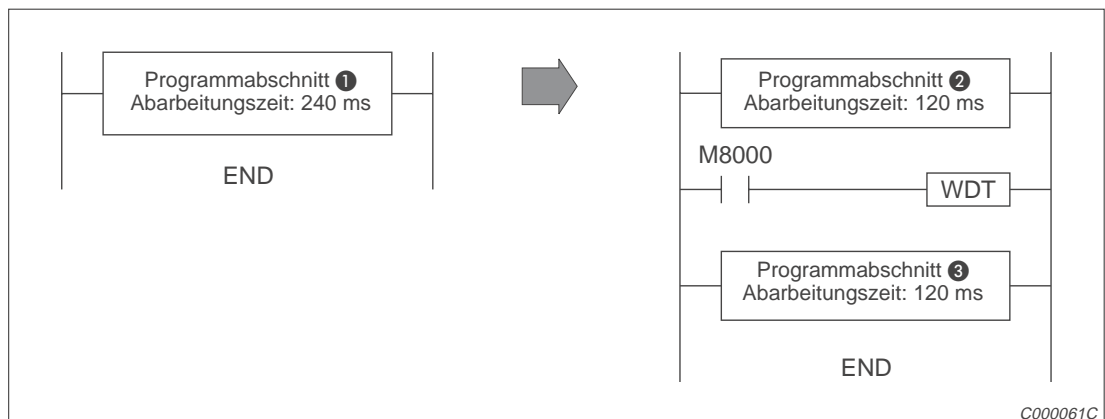 Programmabschnitt ❶
Abarbeitungszeit: 240 ms
END
Programmabschnitt ❷
Abarbeitungszeit: 120 ms
M8000
WDT
Programmabschnitt ❸
Abarbeitungszeit: 120 ms
END
C000061C